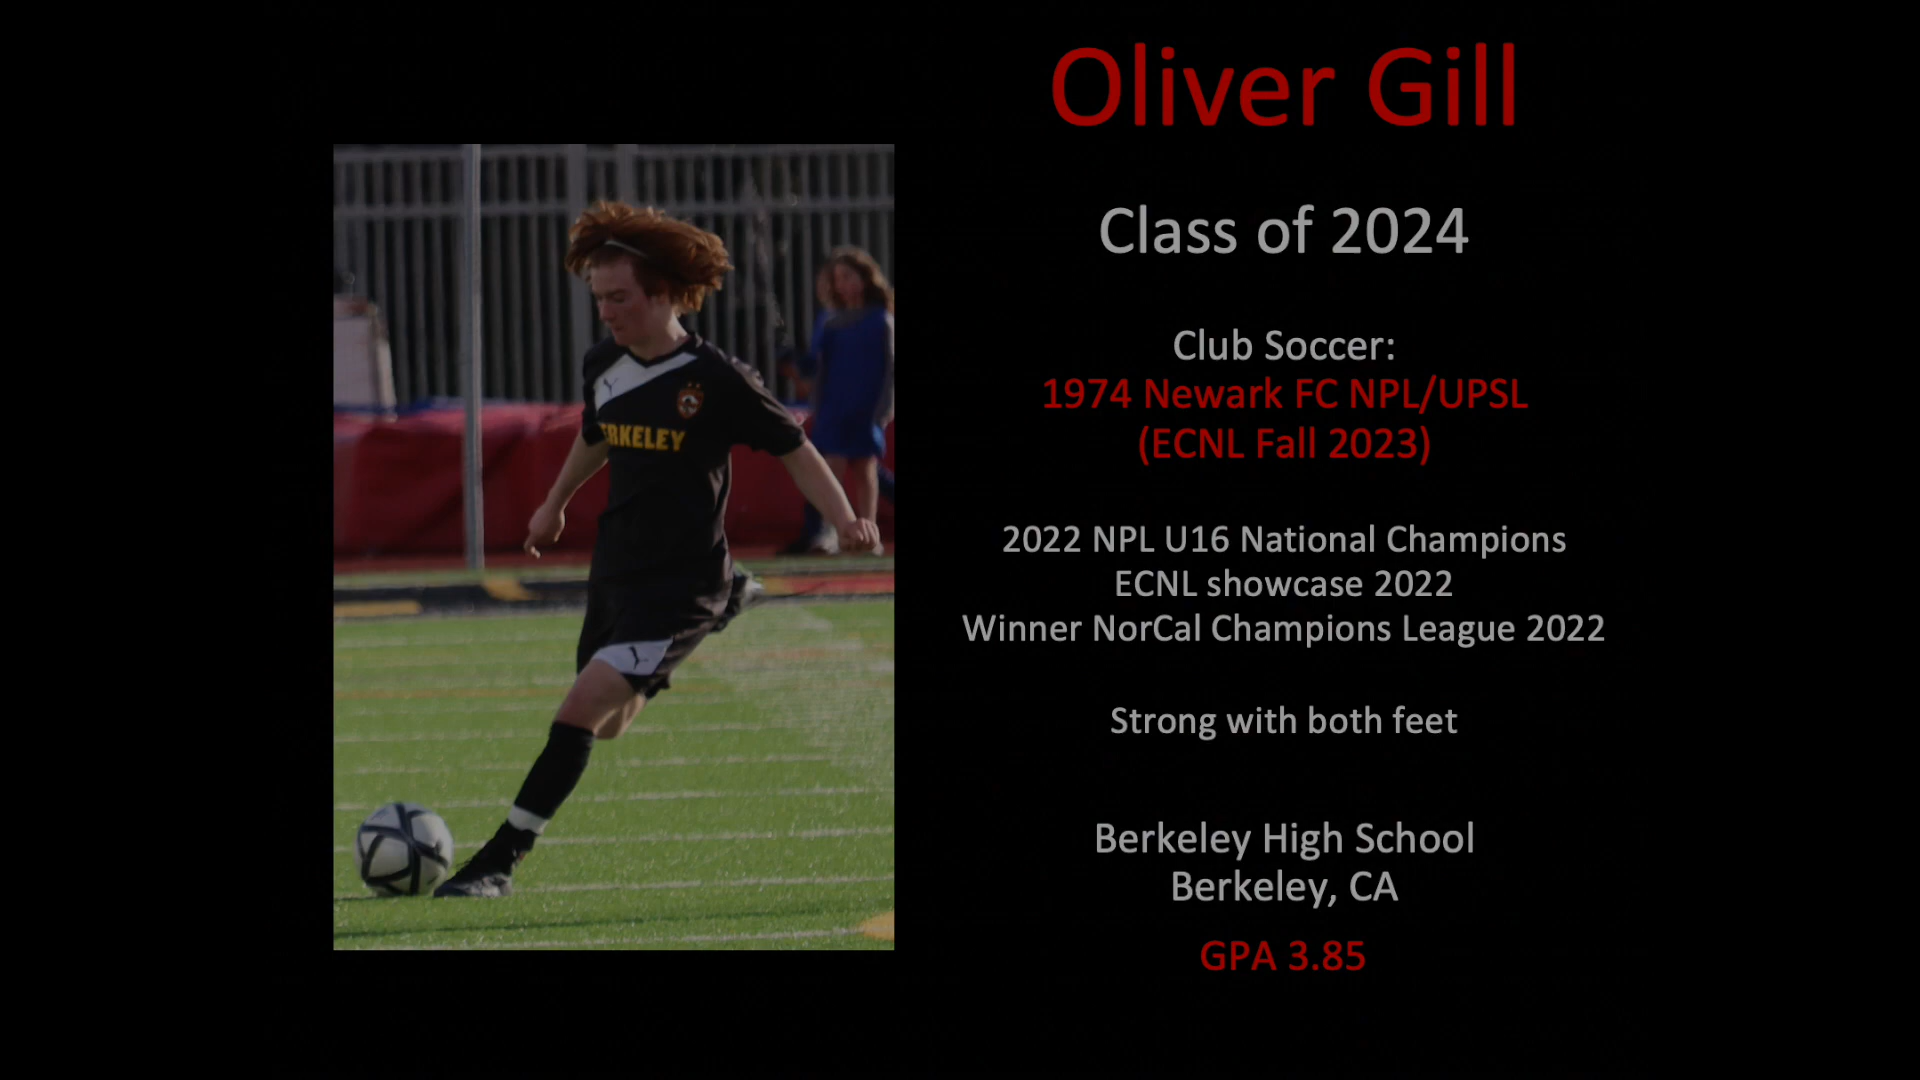 Oliver Gill
Class of 2024
Club Soccer:
1974 Newark FC NPL/UPSL
(ECNL Fall 2023)
2022 NPL U16 National Champions
ECNL showcase 2022
Winner NorCal Champions League 2022
Strong with both feet
Berkeley High School
Berkeley, CA
GPA 3.85
ERKELEY